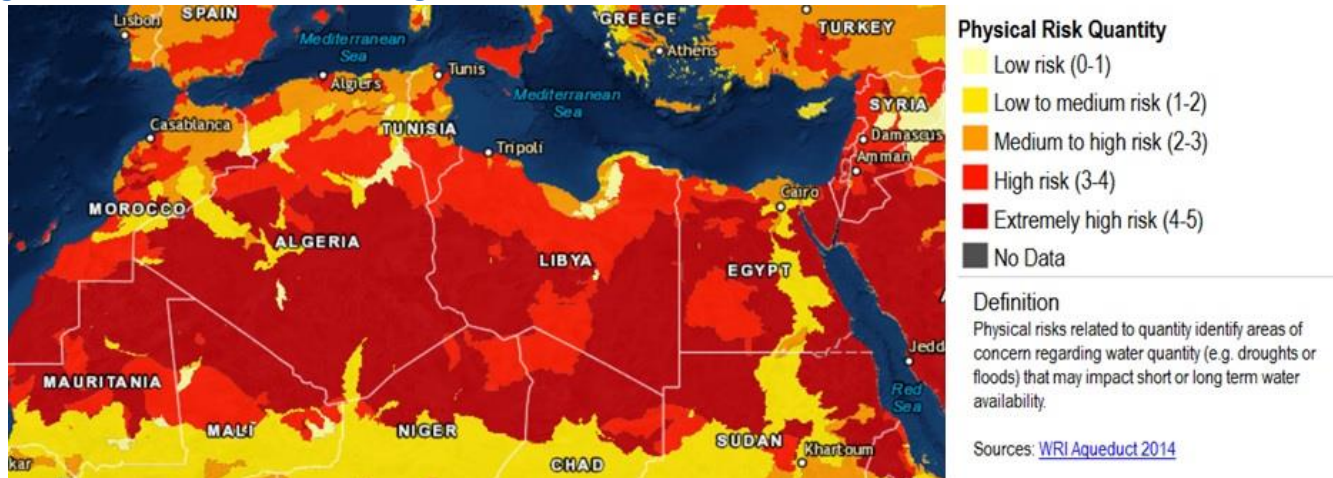 SPAIN
Lisbon
GREECE
TURKEY
Mediterranean
Sea
Athens
Algiers
Tunis
Mediterranean
Sea
SYRIA
Casablanca
TUNISIA
Damascus
Tripoli
Amman
MOROCCO
Cairo
ALGERIA
LIBYA
EGYPT
Jedd
MAURITANIA
Red
Sea
MALI
NIGER
SUDAN
Khartoum
kar
CHAD
Physical Risk Quantity
Low risk (0-1)
Low to medium risk (1-2)
Medium to high risk (2-3)
High risk (3-4)
Extremely high risk (4-5)
No Data
Definition
Physical risks related to quantity identify areas of
concern regarding water quantity (e.g. droughts or
floods) that may impact short or long term water
availability.
Sources: WRI Aqueduct 2014